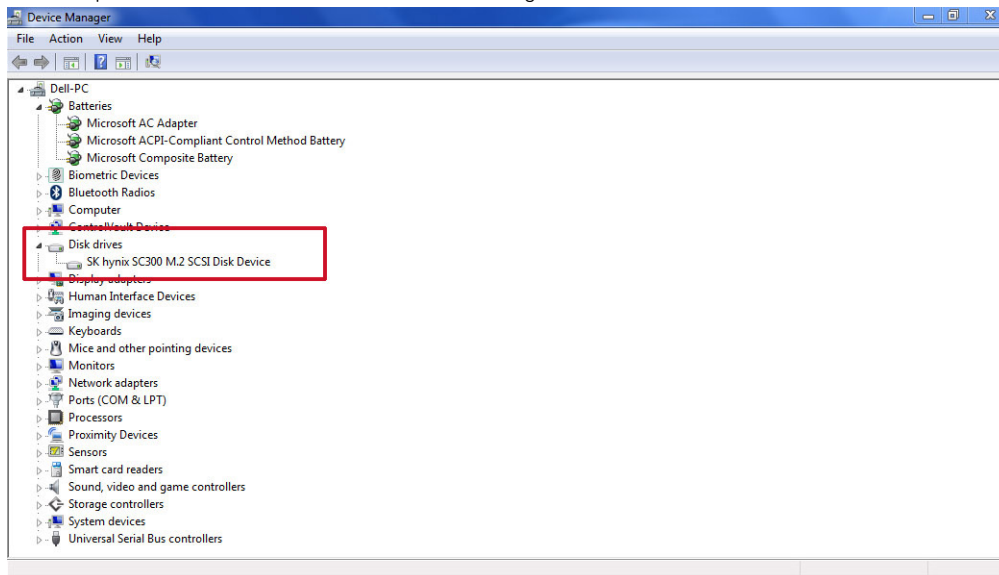 Device Manager
File Action View Help
Dell-PC
Batteries
Microsoft AC Adapter
Microsoft ACPI-Compliant Control Method Battery
Microsoft Composite Battery
Biometric Devices
Bluetooth Radios
Computer
ControlVault Device
Disk drives
SK hynix SC300 M.2 SCSI Disk Device
Display adapters
Human Interface Devices
Imaging devices
Keyboards
Mice and other pointing devices
Monitors
Network adapters
Ports (COM & LPT)
Processors
Proximity Devices
Sensors
Smart card readers
Sound, video and game controllers
Storage controllers
System devices
Universal Serial Bus controllers